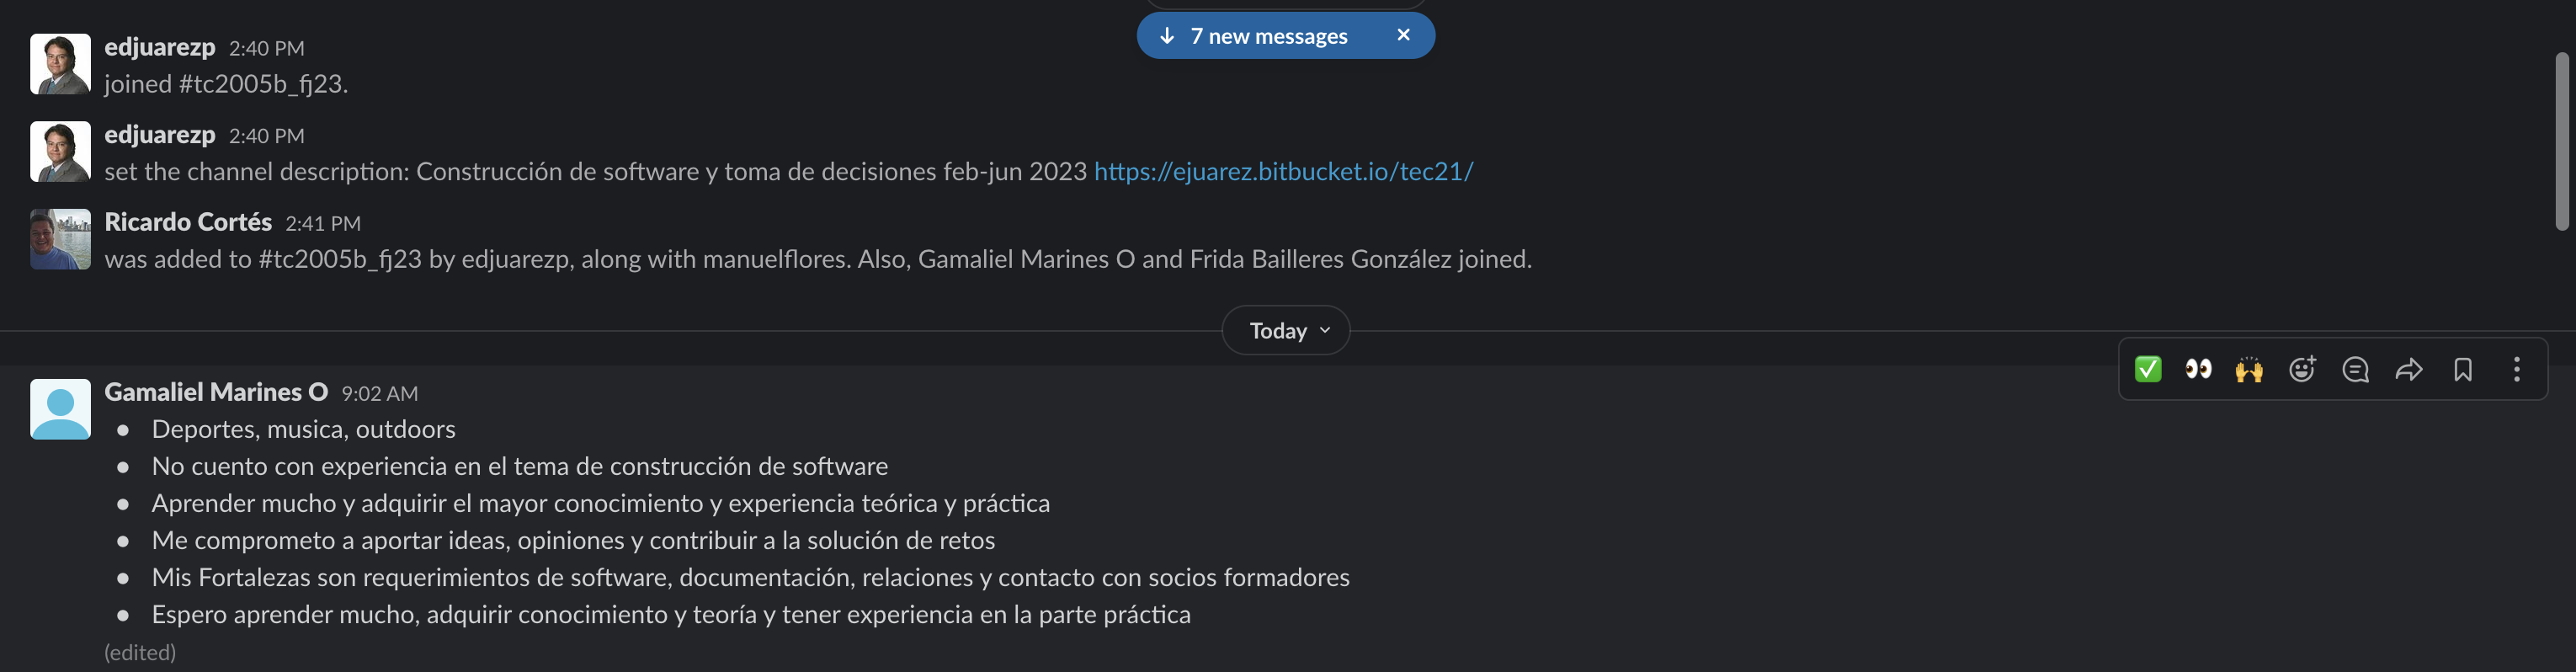 7 new messages
edjuarezp 2:40 PM
joined #tc2005b_fj23.
edjuarezp 2:40 PM
set the channel description: Construcción de software y toma de decisiones feb-jun 2023 https://ejuarez.bitbucket.io/tec21/
Ricardo Cortés 2:41 PM
was added to #tc2005b_fj23 by edjuarezp, along with manuelflores. Also, Gamaliel Marines O and Frida Bailleres González joined.
Today
Gamaliel Marines O 9:02 AM
• Deportes, musica, outdoors
• No cuento con experiencia en el tema de construcción de software
• Aprender mucho y adquirir el mayor conocimiento y experiencia teórica y práctica
• Me comprometo a aportar ideas, opiniones y contribuir a la solución de retos
• Mis Fortalezas son requerimientos de software, documentación, relaciones y contacto con socios formadores
• Espero aprender mucho, adquirir conocimiento y teoría y tener experiencia en la parte práctica
(edited)